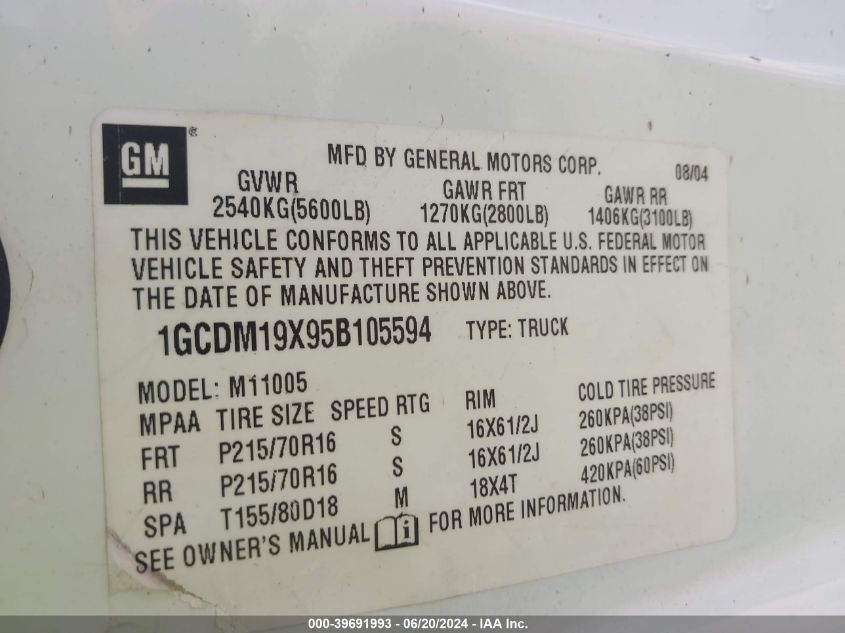 GM
MFD BY GENERAL MOTORS CORP. 08/04
GVWR GAWR FRT GAWR RR
2540KG(5600LB) 1270KG(2800LB) 1406KG(3100LB)
THIS VEHICLE CONFORMS TO ALL APPLICABLE U.S. FEDERAL MOTOR
VEHICLE SAFETY AND THEFT PREVENTION STANDARDS IN EFFECT ON
THE DATE OF MANUFACTURE SHOWN ABOVE.
1GCDM19X95B105594 TYPE: TRUCK
MODEL: M11005
MPAA TIRE SIZE SPEED RTG RIM COLD TIRE PRESSURE
FRT P215/70R16 S 16X61/2J 260KPA(38PSI)
RR P215/70R16 S 16X61/2J 260KPA(38PSI)
SPA T155/80D18 M 18X4T 420KPA(60PSI)
SEE OWNER'S MANUAL i FOR MORE INFORMATION.
000-39691993 - 06/20/2024 - IAA Inc.